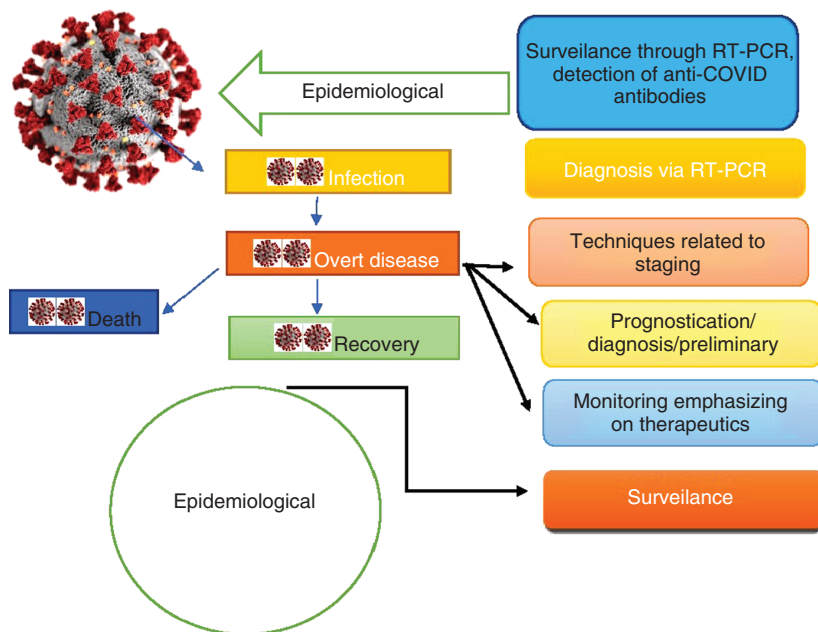 Surveilance through RT-PCR,
detection of anti-COVID
antibodies
Epidemiological
Infection
Diagnosis via RT-PCR
Overt disease
Techniques related to
staging
Death
Recovery
Prognostication/
diagnosis/preliminary
Monitoring emphasizing
on therapeutics
Epidemiological
Surveilance